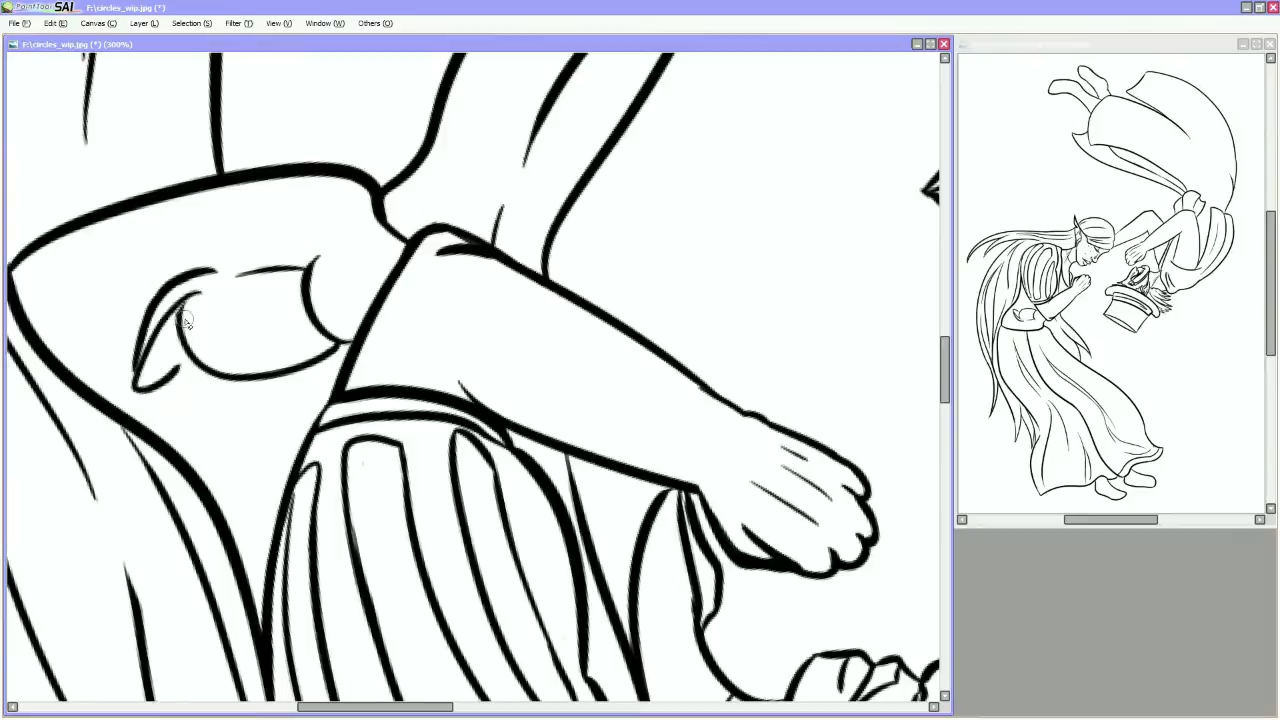 PaintTool SAI F:\circles_wip.jpg (*)
File (F) Edit (E) Canvas (C) Layer (L) Selection (S) Filter (T) View (V) Window (W) Others (O)
F:\circles_wip.jpg (*) (300%)